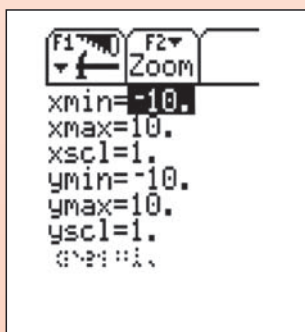 F1 F2▾
▾ Zoom
xmin=⁻10.
xmax=10.
xscl=1.
ymin=⁻10.
ymax=10.
yscl=1.